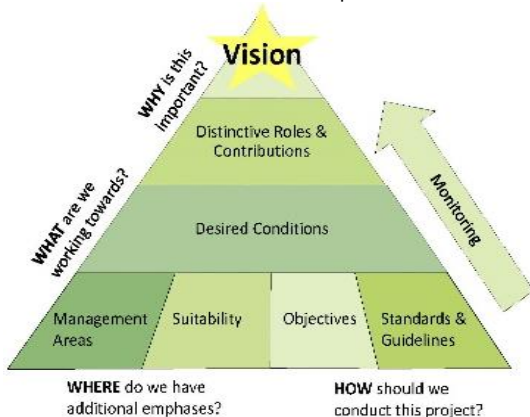 Vision
WHY is this
important?
Distinctive Roles &
Contributions
Monitoring
WHAT are we
working towards?
Desired Conditions
Management
Areas
Suitability
Objectives
Standards &
Guidelines
WHERE do we have
additional emphases?
HOW should we
conduct this project?